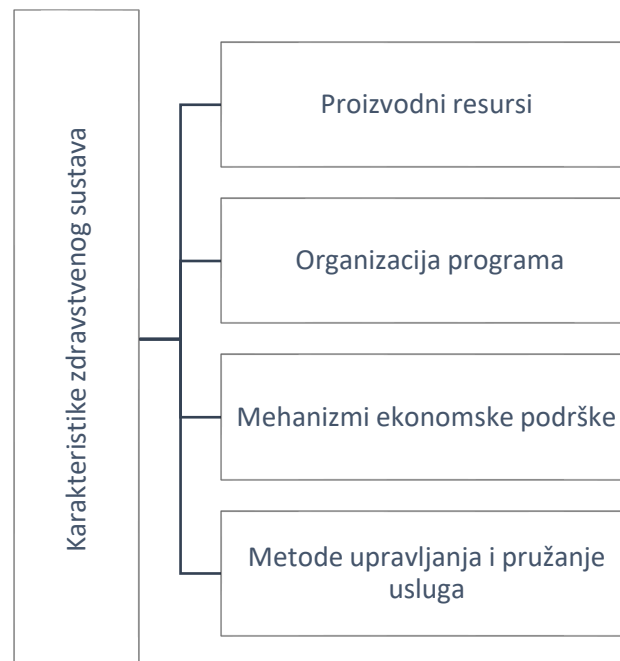 Karakteristike zdravstvenog sustava
Proizvodni resursi
Organizacija programa
Mehanizmi ekonomske podrške
Metode upravljanja i pružanje
usluga